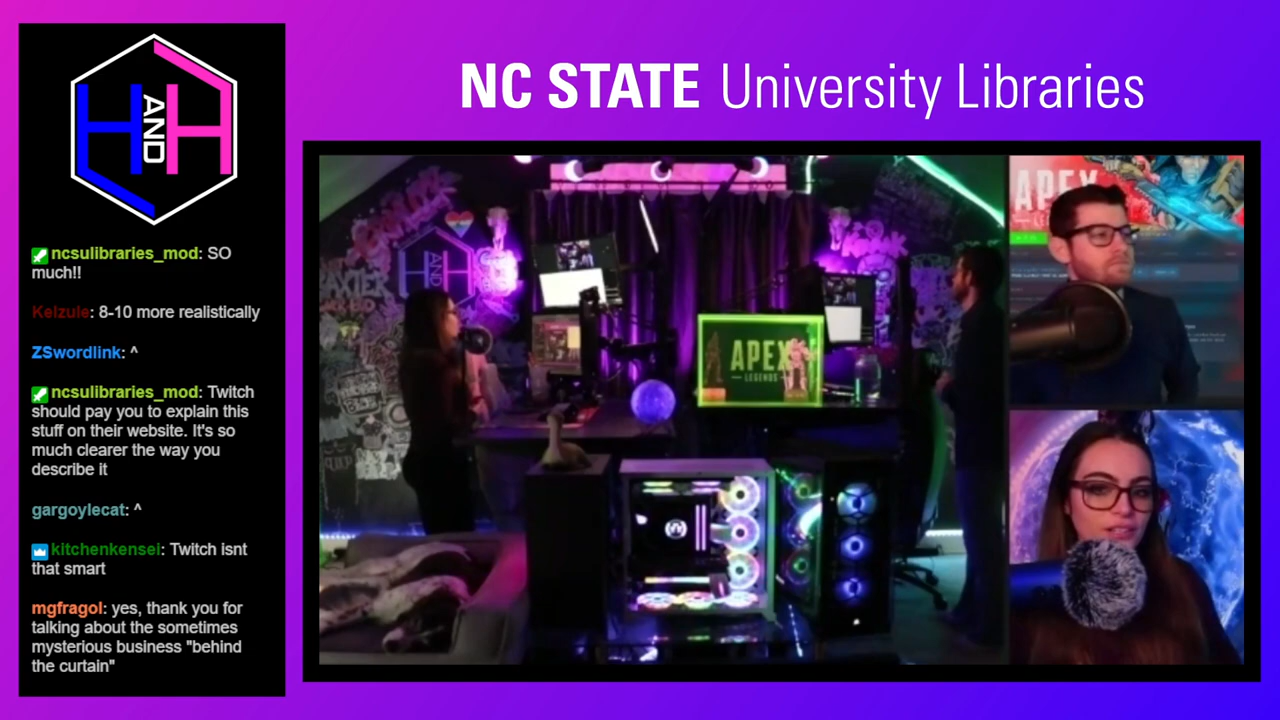 H AND H
ncsulibraries_mod: SO
much!!
Kelzule: 8-10 more realistically
ZSwordlink: ^
ncsulibraries_mod: Twitch
should pay you to explain this
stuff on their website. It's so
much clearer the way you
describe it
gargoylecat: ^
kitchenkensei: Twitch isnt
that smart
mgfragol: yes, thank you for
talking about the sometimes
mysterious business "behind
the curtain"
NC STATE University Libraries
H AND H
APEX
LEGENDS
APEX